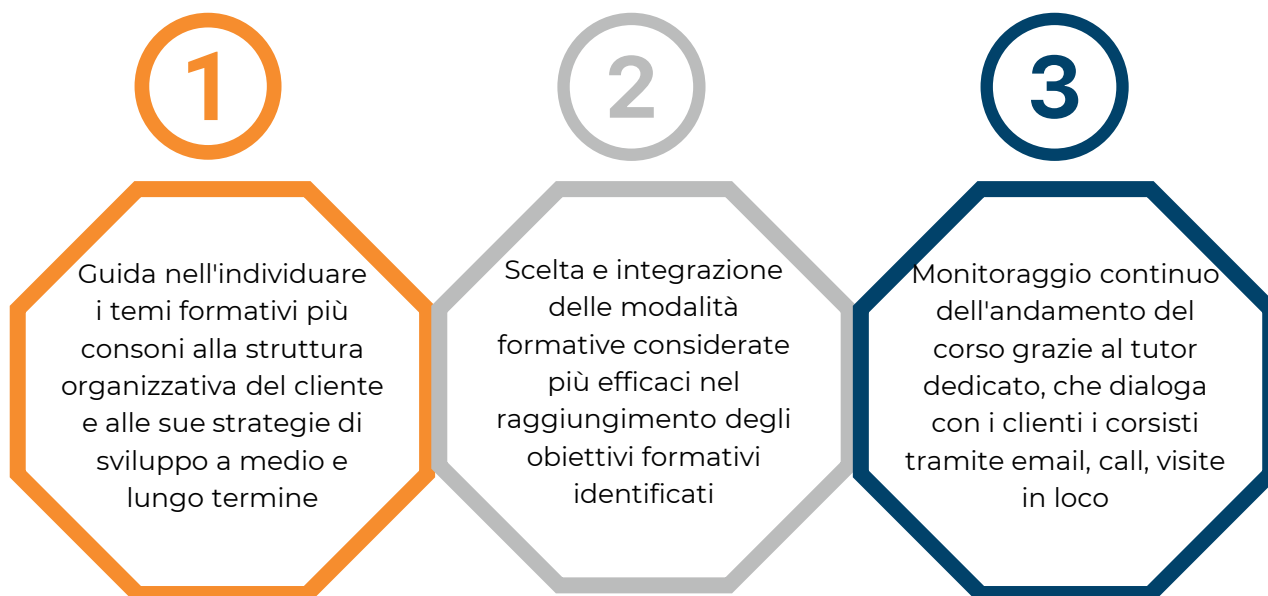 1
Guida nell'individuare
i temi formativi più
consoni alla struttura
organizzativa del cliente
e alle sue strategie di
sviluppo a medio e
lungo termine
2
Scelta e integrazione
delle modalità
formative considerate
più efficaci nel
raggiungimento degli
obiettivi formativi
identificati
3
Monitoraggio continuo
dell'andamento del
corso grazie al tutor
dedicato, che dialoga
con i clienti i corsisti
tramite email, call, visite
in loco